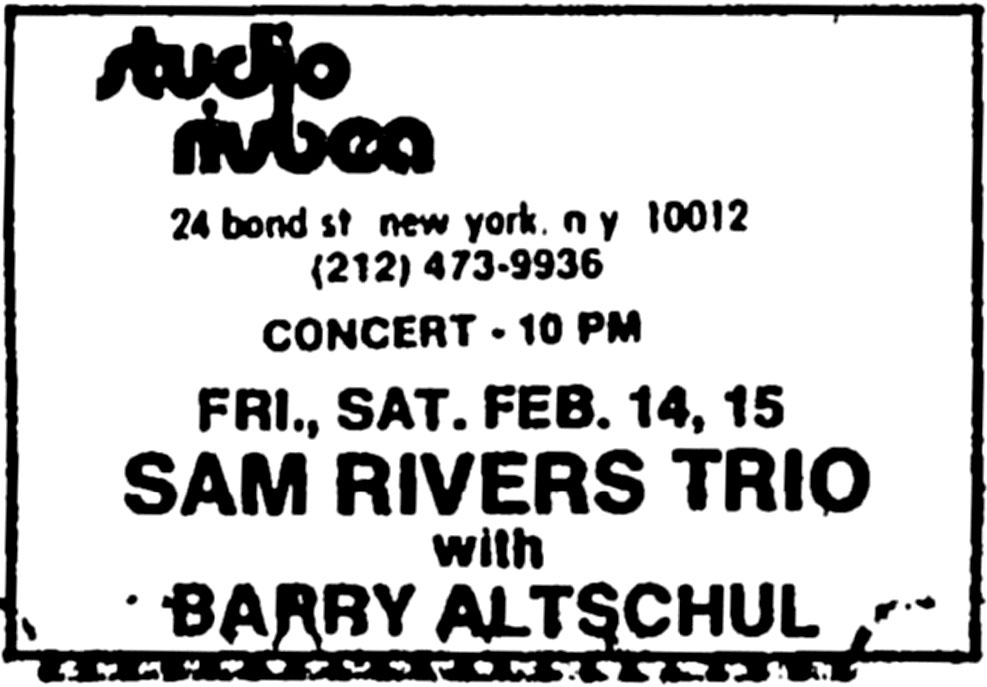 studio
rivbea
24 bond st new york. n y 10012
(212) 473-9936
CONCERT - 10 PM
FRI., SAT. FEB. 14, 15
SAM RIVERS TRIO
with
BARRY ALTSCHUL